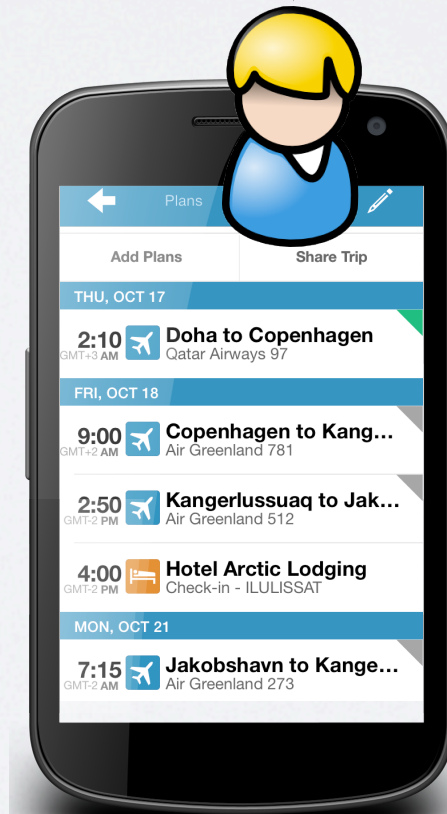 Plans
Add Plans
Share Trip
THU, OCT 17
2:10
GMT+3 AM
Doha to Copenhagen
Qatar Airways 97
FRI, OCT 18
9:00
GMT+2 AM
Copenhagen to Kang...
Air Greenland 781
2:50
GMT-2 PM
Kangerlussuaq to Jak...
Air Greenland 512
4:00
GMT-2 PM
Hotel Arctic Lodging
Check-in - ILULISSAT
MON, OCT 21
7:15
GMT-2 AM
Jakobshavn to Kange...
Air Greenland 273